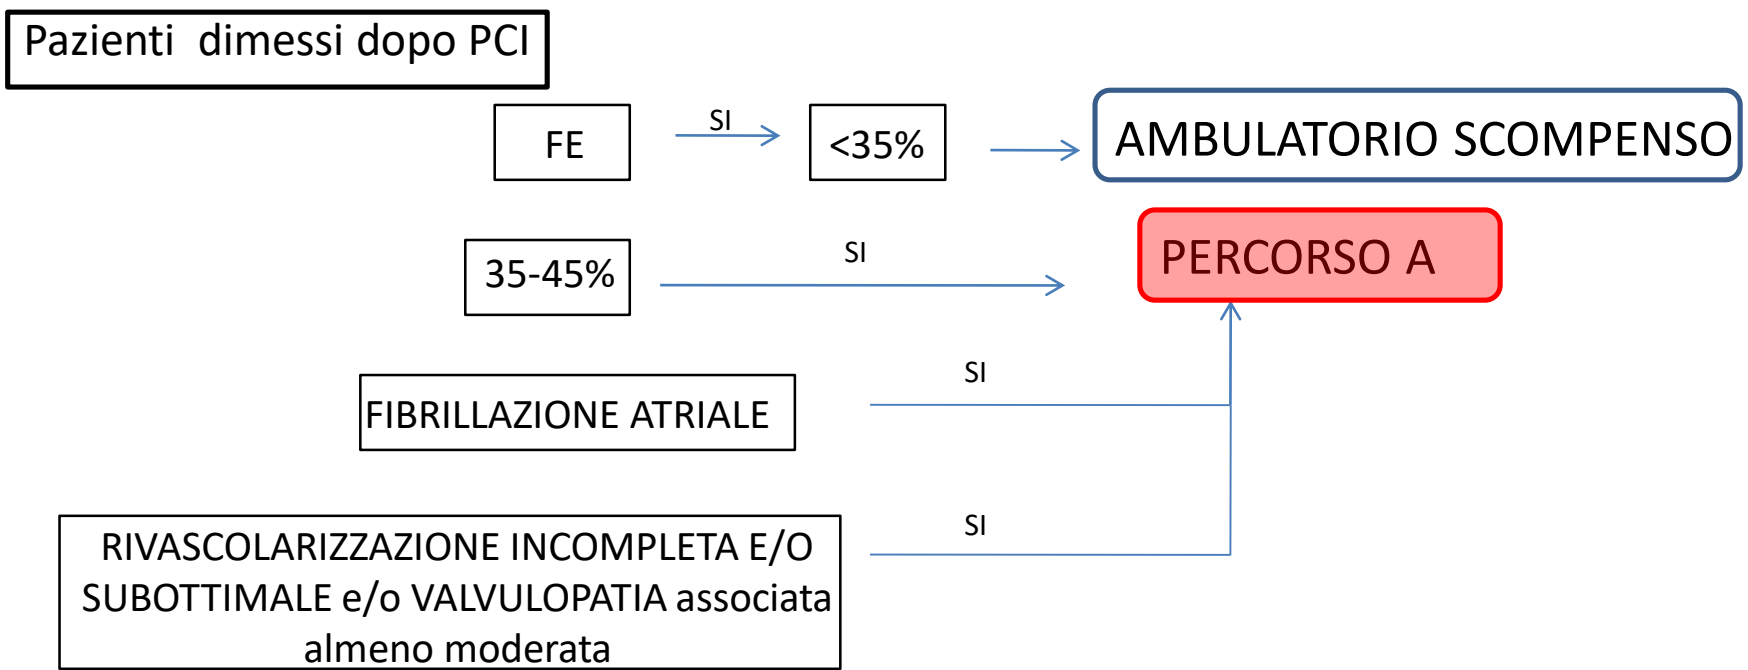 Pazienti dimessi dopo PCI
FE
SI
<35%
AMBULATORIO SCOMPENSO
35-45%
SI
PERCORSO A
FIBRILLAZIONE ATRIALE
SI
RIVASCOLARIZZAZIONE INCOMPLETA E/O
SUBOTTIMALE e/o VALVULOPATIA associata
almeno moderata
SI